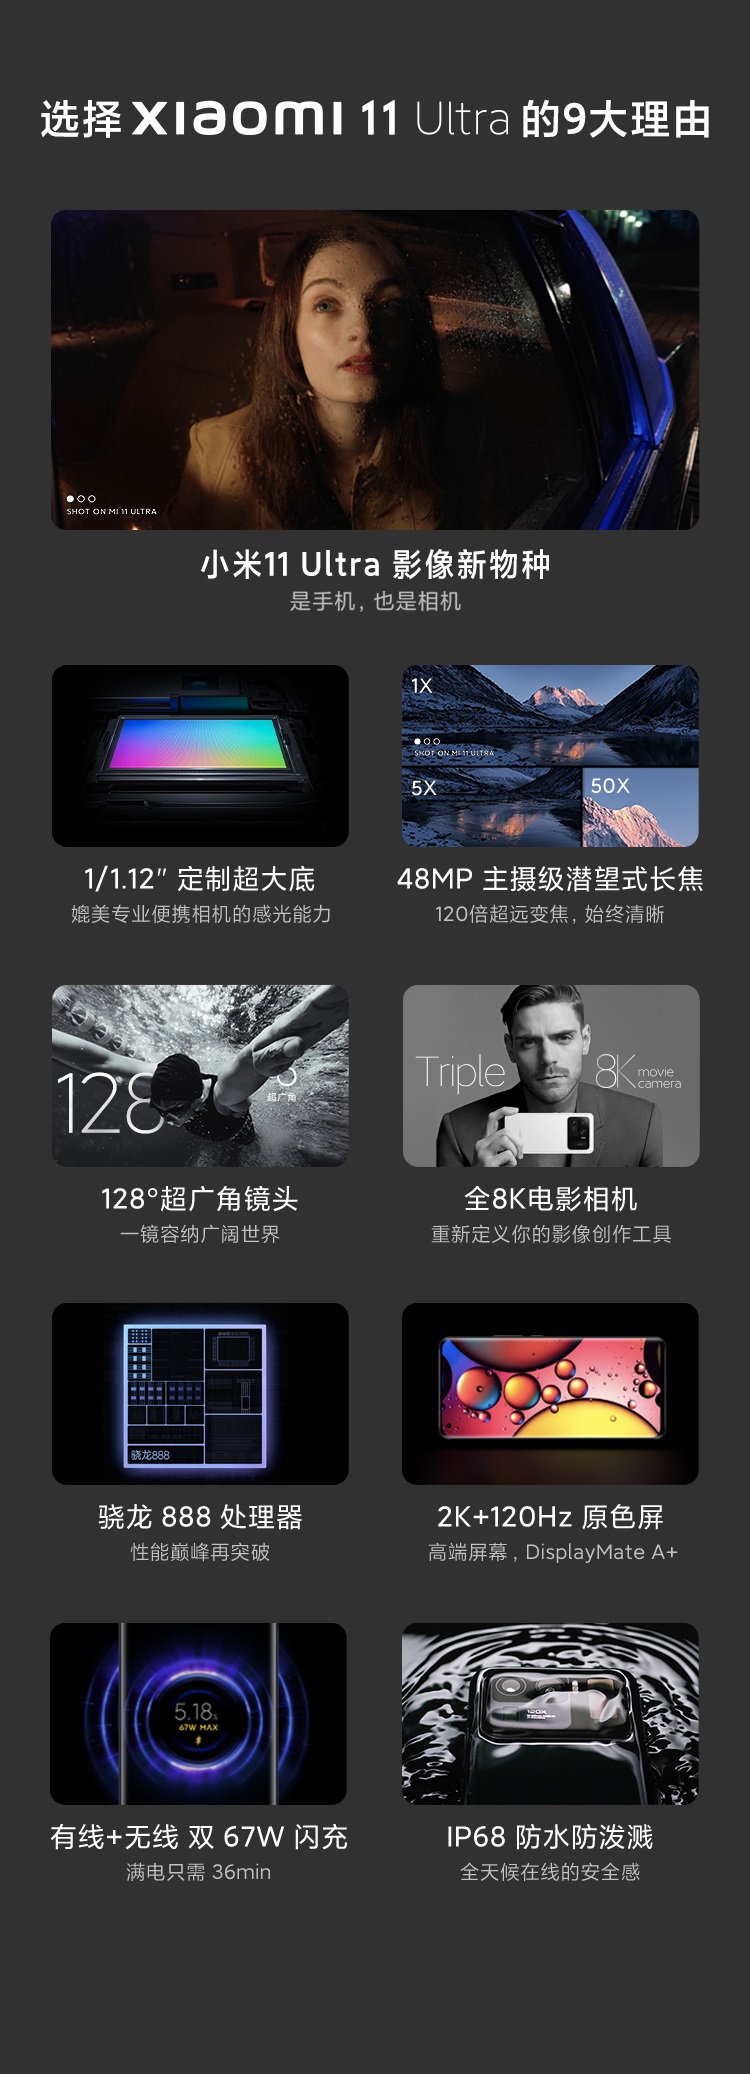 选择 xiaomi 11 Ultra 的9大理由
SHOT ON MI 11 ULTRA
小米11 Ultra 影像新物种
是手机，也是相机
1X
SHOT ON MI 11 ULTRA
5X
50X
1/1.12″ 定制超大底
媲美专业便携相机的感光能力
48MP 主摄级潜望式长焦
120倍超远变焦，始终清晰
128°
超广角
Triple 8K movie
camera
128°超广角镜头
一镜容纳广阔世界
全8K电影相机
重新定义你的影像创作工具
骁龙888
骁龙 888 处理器
性能巅峰再突破
2K+120Hz 原色屏
高端屏幕，DisplayMate A+
5.18%
67W MAX
120X
有线+无线 双 67W 闪充
满电只需 36min
IP68 防水防泼溅
全天候在线的安全感